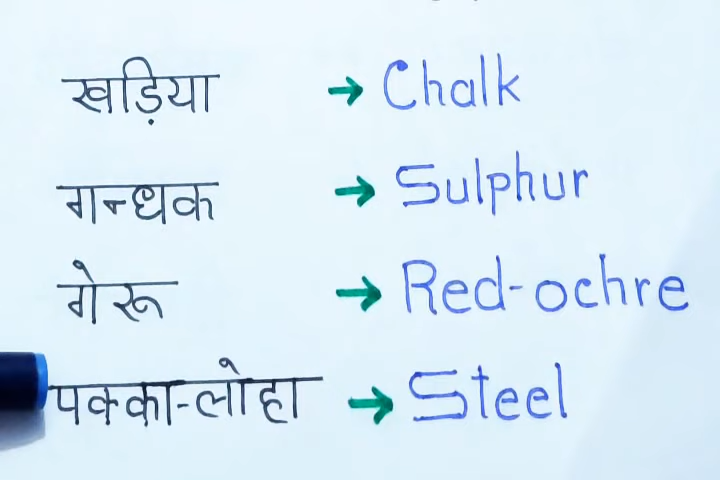 खड़िया → Chalk
गन्धक → Sulphur
गेरू → Red-ochre
पक्का-लोहा → Steel